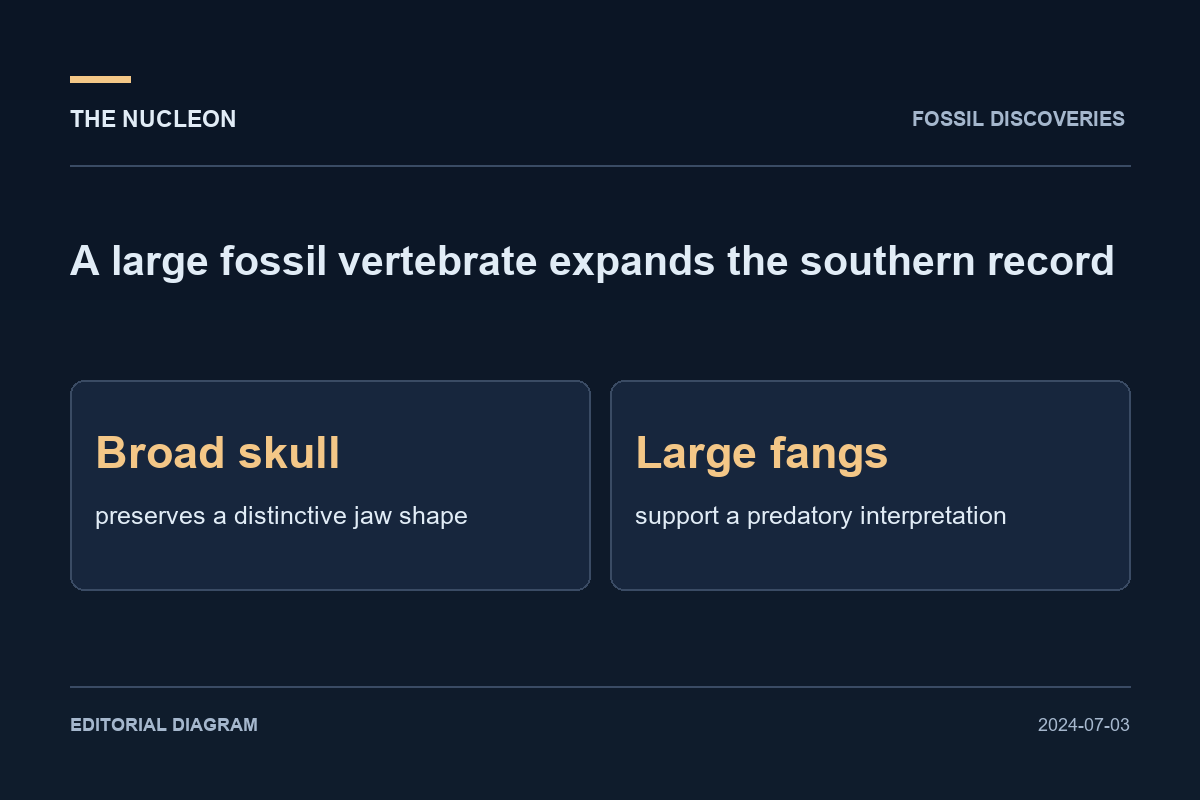 THE NUCLEON
FOSSIL DISCOVERIES
A large fossil vertebrate expands the southern record
Broad skull
preserves a distinctive jaw shape
Large fangs
support a predatory interpretation
EDITORIAL DIAGRAM
2024-07-03